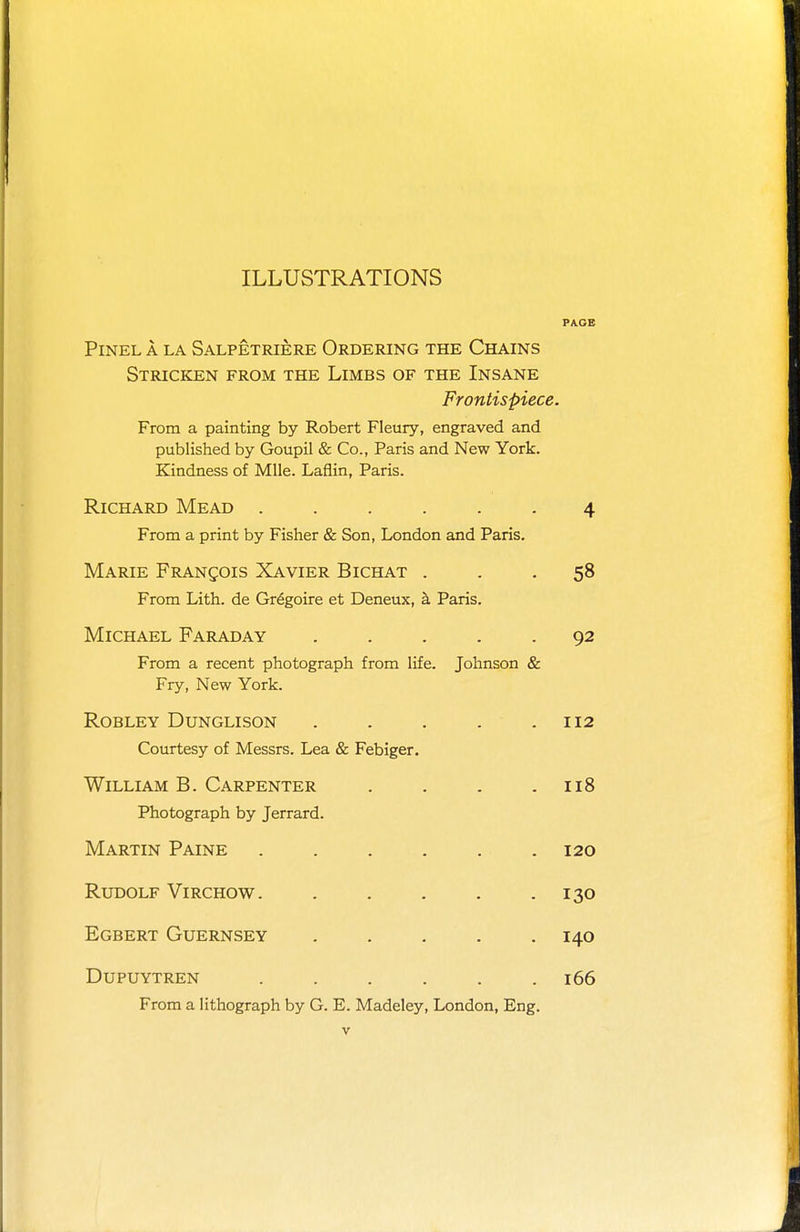 ILLUSTRATIONS
PAGE
PINEL À LA SALPÊTRIÈRE ORDERING THE CHAINS
STRICKEN FROM THE LIMBS OF THE INSANE
Frontispiece.
From a painting by Robert Fleury, engraved and
published by Goupil & Co., Paris and New York.
Kindness of Mlle. Laflin, Paris.
RICHARD MEAD . . . . . . 4
From a print by Fisher & Son, London and Paris.
MARIE FRANÇOIS XAVIER BICHAT . . . 58
From Lith. de Grégoire et Deneux, à Paris.
MICHAEL FARADAY . . . . . 92
From a recent photograph from life. Johnson &
Fry, New York.
ROBLEY DUNGLISON . . . . . 112
Courtesy of Messrs. Lea & Febiger.
WILLIAM B. CARPENTER . . . . 118
Photograph by Jerrard.
MARTIN PAINE . . . . . . 120
RUDOLF VIRCHOW. . . . . . 130
EGBERT GUERNSEY . . . . . 140
DUPUYTREN . . . . . . 166
From a lithograph by G. E. Madeley, London, Eng.
v